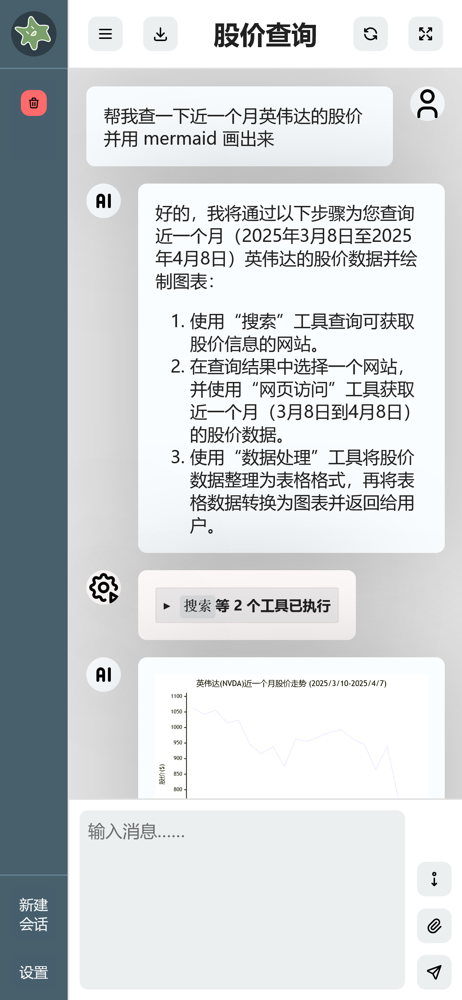 股价查询
帮我查一下近一个月英伟达的股价
并用 mermaid 画出来
AI
好的，我将通过以下步骤为您查询
近一个月（2025年3月8日至2025
年4月8日）英伟达的股价数据并绘
制图表：
1. 使用“搜索”工具查询可获取
股价信息的网站。
2. 在查询结果中选择一个网站，
并使用“网页访问”工具获取
近一个月（3月8日到4月8日）
的股价数据。
3. 使用“数据处理”工具将股价
数据整理为表格格式，再将表
格数据转换为图表并返回给用
户。
搜索等 2 个工具已执行
AI
英伟达(NVDA)近一个月股价走势 (2025/3/10-2025/4/7)
1100
1050
1000
950
900
850
800
股价($)
输入消息......
新建
会话
设置